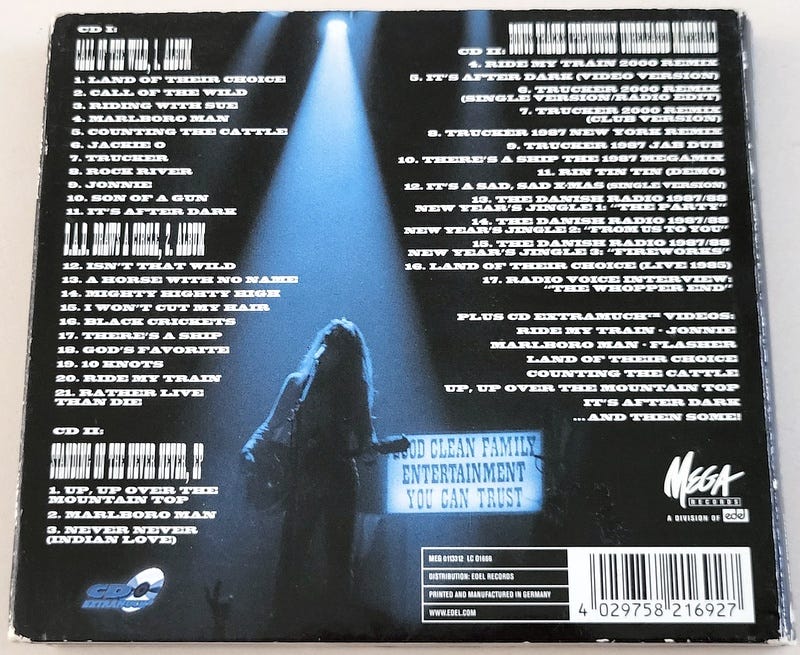 CD I:
CALL OF THE WILD, 1. ALBUM
1. LAND OF THEIR CHOICE
2. CALL OF THE WILD
3. RIDING WITH SUE
4. MARLBORO MAN
5. COUNTING THE CATTLE
6. JACKIE O
7. TRUCKER
8. ROCK RIVER
9. JONNIE
10. SON OF A GUN
11. IT'S AFTER DARK
D.A.D. DRAWS A CIRCLE, 2. ALBUM
12. ISN'T THAT WILD
13. A HORSE WITH NO NAME
14. MIGHTY MIGHTY HIGH
15. I WON'T CUT MY HAIR
16. BLACK CRICKETS
17. THERE'S A SHIP
18. GOD'S FAVORITE
19. 10 KNOTS
20. RIDE MY TRAIN
21. RATHER LIVE
THAN DIE
CD II:
STANDING ON THE NEVER NEVER, EP
1. UP, UP OVER THE
MOUNTAIN TOP
2. MARLBORO MAN
3. NEVER NEVER
(INDIAN LOVE)
CD
EXTRAMUCH
CD II: BONUS TRACKS (PREVIOUSLY UNRELEASED MATERIAL)
4. RIDE MY TRAIN 2000 REMIX
5. IT'S AFTER DARK (VIDEO VERSION)
6. TRUCKER 2000 REMIX
(SINGLE VERSION/RADIO EDIT)
7. TRUCKER 2000 REMIX
(CLUB VERSION)
8. TRUCKER 1987 NEW YORK REMIX
9. TRUCKER 1987 JAB DUB
10. THERE'S A SHIP THE 1987 MEGAMIX
11. RIN TIN TIN (DEMO)
12. IT'S A SAD, SAD X-MAS (SINGLE VERSION)
13. THE DANISH RADIO 1987/88
NEW YEAR'S JINGLE 1: "THE PARTY"
14. THE DANISH RADIO 1987/88
NEW YEAR'S JINGLE 2: "FROM US TO YOU"
15. THE DANISH RADIO 1987/88
NEW YEAR'S JINGLE 3: "FIREWORKS"
16. LAND OF THEIR CHOICE (LIVE 1985)
17. RADIO VOICE INTERVIEW:
"THE WHOPPER END"
PLUS CD EXTRAMUCH™ VIDEOS:
RIDE MY TRAIN - JONNIE
MARLBORO MAN - FLASHER
LAND OF THEIR CHOICE
COUNTING THE CATTLE
UP, UP OVER THE MOUNTAIN TOP
IT'S AFTER DARK
... AND THEN SOME!
GOOD CLEAN FAMILY
ENTERTAINMENT
YOU CAN TRUST
MEGA
RECORDS
A DIVISION OF edel
MEG 0113312 LC 01666
DISTRIBUTION: EDEL RECORDS
PRINTED AND MANUFACTURED IN GERMANY
WWW.EDEL.COM
4 029758 216927